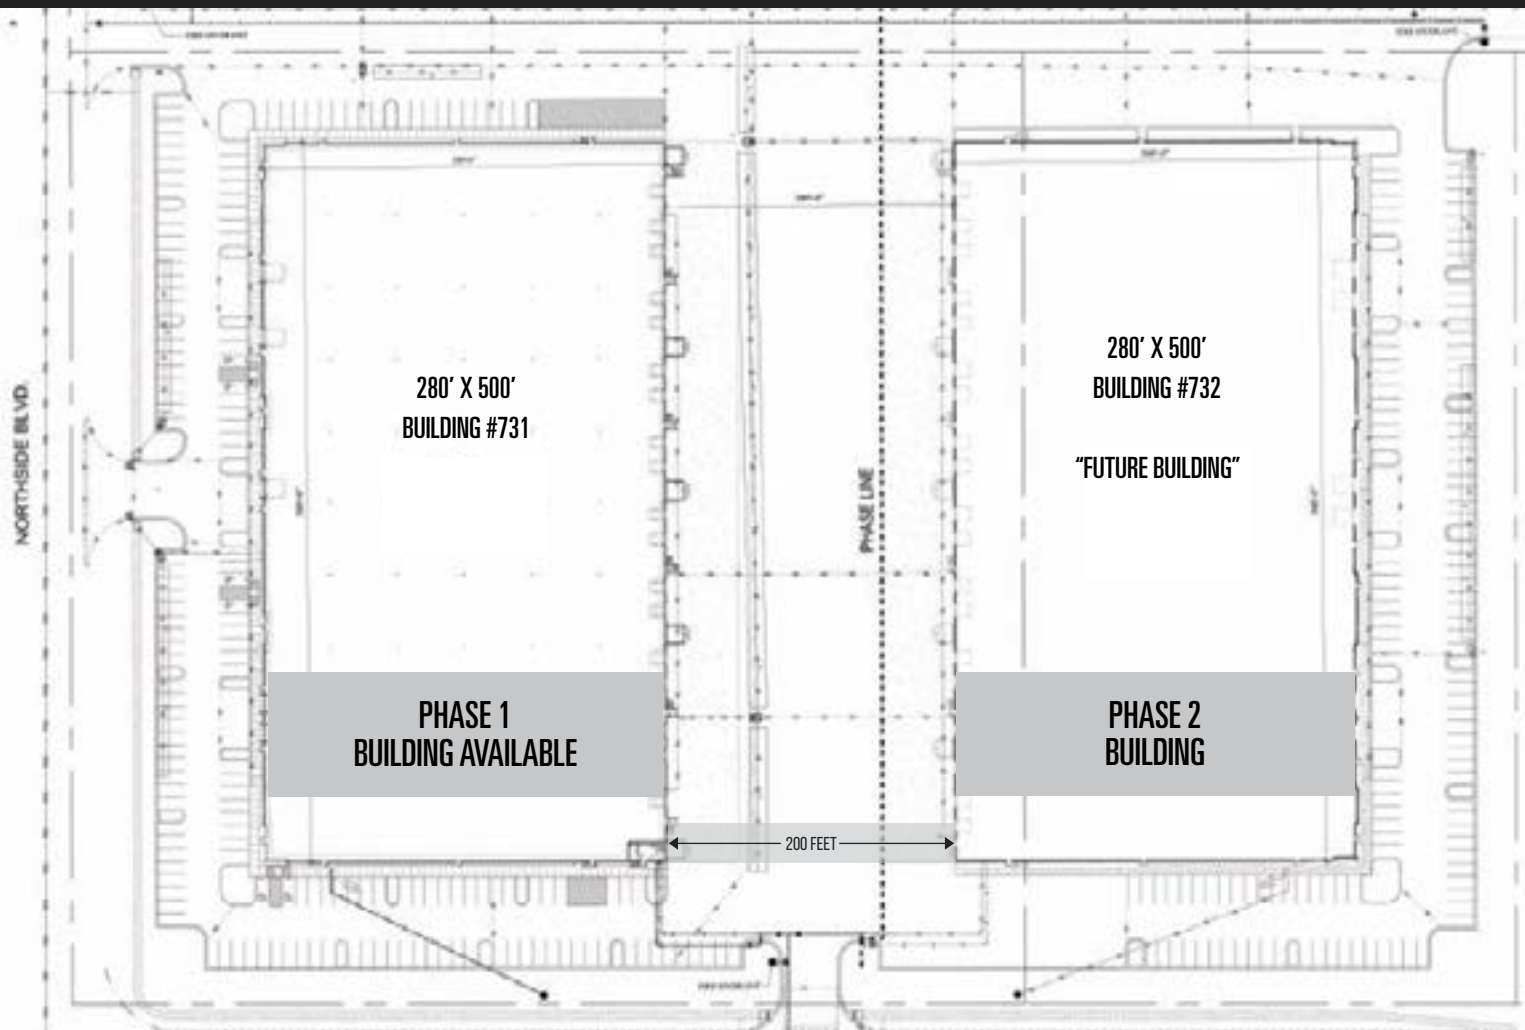 NORTHSIDE BLVD.
280' X 500'
BUILDING #731
PHASE 1
BUILDING AVAILABLE
PHASE LINE
200 FEET
280' X 500'
BUILDING #732
“FUTURE BUILDING”
PHASE 2
BUILDING